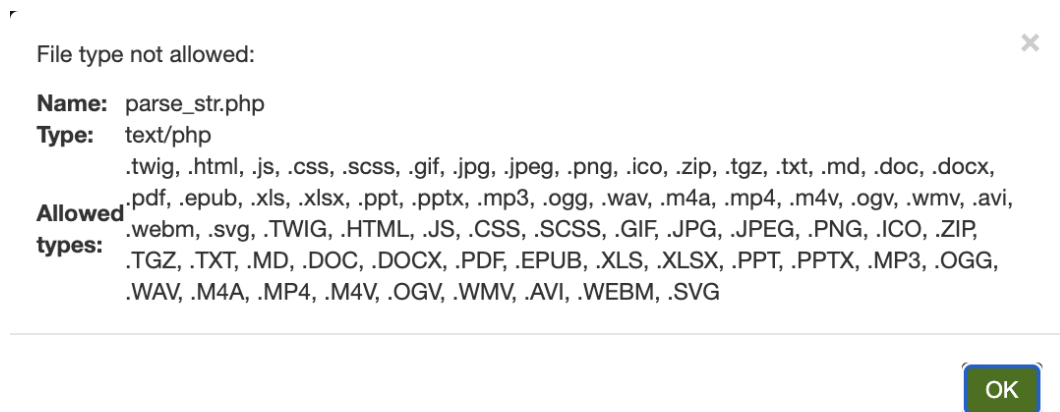 File type not allowed:
×
Name: parse_str.php
Type: text/php
Allowed types:
.twig, .html, .js, .css, .scss, .gif, .jpg, .jpeg, .png, .ico, .zip, .tgz, .txt, .md, .doc, .docx,
.pdf, .epub, .xls, .xlsx, .ppt, .pptx, .mp3, .ogg, .wav, .m4a, .mp4, .m4v, .ogv, .wmv, .avi,
.webm, .svg, .TWIG, .HTML, .JS, .CSS, .SCSS, .GIF, .JPG, .JPEG, .PNG, .ICO, .ZIP,
.TGZ, .TXT, .MD, .DOC, .DOCX, .PDF, .EPUB, .XLS, .XLSX, .PPT, .PPTX, .MP3, .OGG,
.WAV, .M4A, .MP4, .M4V, .OGV, .WMV, .AVI, .WEBM, .SVG
OK